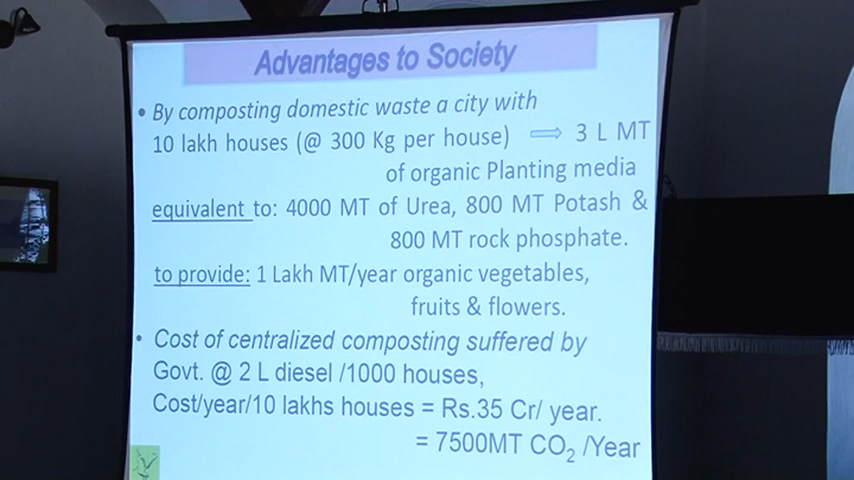 Advantages to Society
• By composting domestic waste a city with
10 lakh houses (@ 300 Kg per house) ⇨ 3 L MT
of organic Planting media
equivalent to: 4000 MT of Urea, 800 MT Potash &
800 MT rock phosphate.
to provide: 1 Lakh MT/year organic vegetables,
fruits & flowers.
• Cost of centralized composting suffered by
Govt. @ 2 L diesel /1000 houses,
Cost/year/10 lakhs houses = Rs.35 Cr/ year.
= 7500MT CO₂ /Year